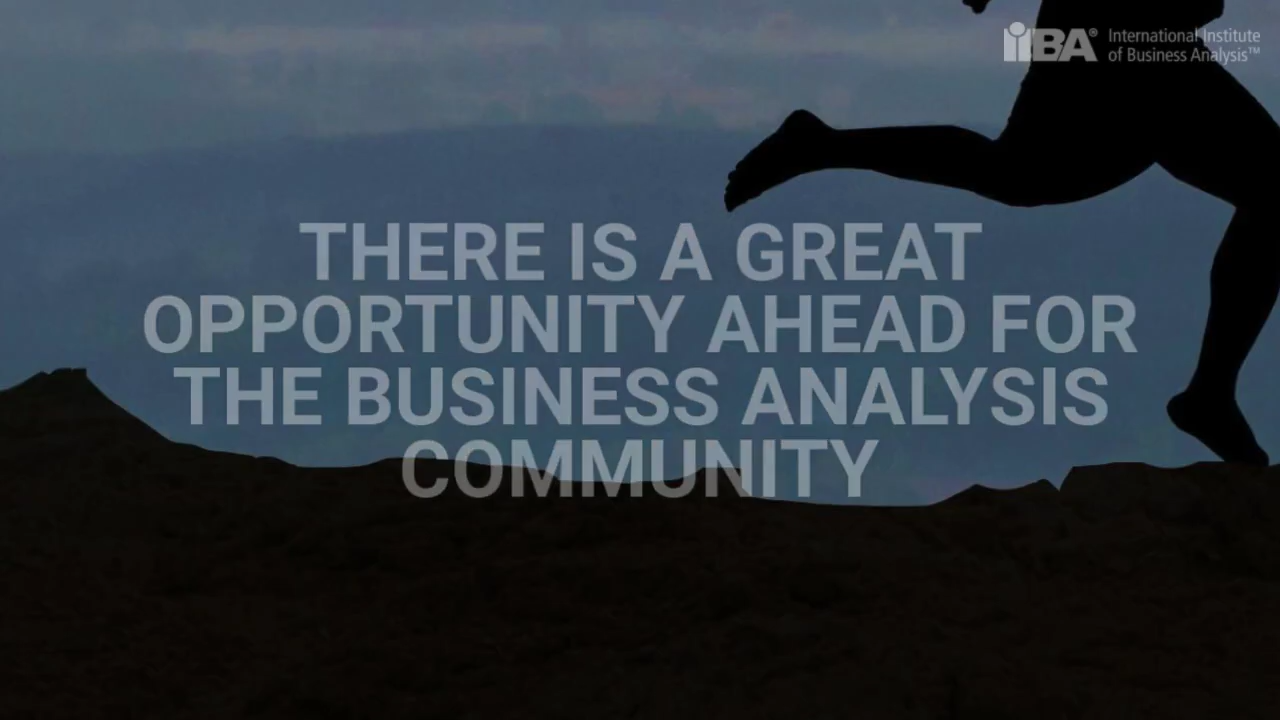 IIBA® International Institute
of Business Analysis™
THERE IS A GREAT
OPPORTUNITY AHEAD FOR
THE BUSINESS ANALYSIS
COMMUNITY